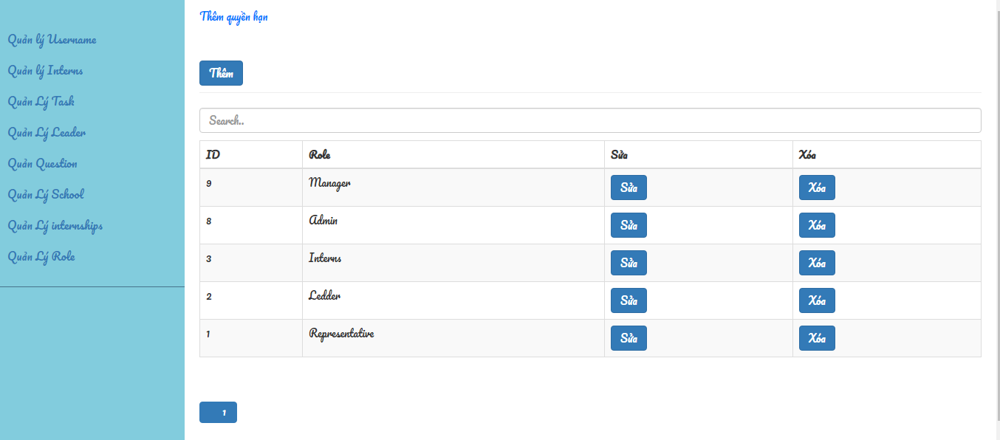 Thêm quyền hạn
Quản lý Username
Quản lý Interns
Quản Lý Task
Quản Lý Leader
Quản Question
Quản Lý School
Quản Lý internships
Quản Lý Role
Thêm
Search..
ID Role Sửa Xóa
9 Manager Sửa Xóa
8 Admin Sửa Xóa
3 Interns Sửa Xóa
2 Ledder Sửa Xóa
1 Representative Sửa Xóa
1